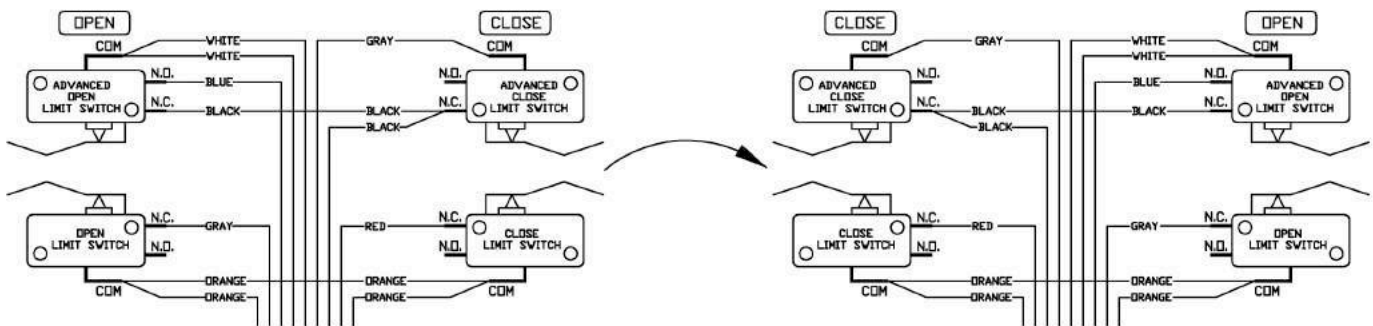 OPEN
CLOSE
COM
WHITE
GRAY
COM
WHITE
N.O.
BLUE
N.O.
ADVANCED
OPEN
LIMIT SWITCH
ADVANCED
CLOSE
LIMIT SWITCH
N.C.
BLACK
BLACK
N.C.
BLACK
N.C.
GRAY
RED
N.C.
OPEN
LIMIT SWITCH
CLOSE
LIMIT SWITCH
N.O.
N.O.
ORANGE
ORANGE
COM
ORANGE
ORANGE
COM
CLOSE
OPEN
COM
GRAY
WHITE
COM
WHITE
N.O.
BLUE
N.O.
ADVANCED
CLOSE
LIMIT SWITCH
ADVANCED
OPEN
LIMIT SWITCH
N.C.
BLACK
BLACK
N.C.
BLACK
N.C.
RED
GRAY
N.C.
CLOSE
LIMIT SWITCH
OPEN
LIMIT SWITCH
N.O.
N.O.
ORANGE
ORANGE
COM
ORANGE
ORANGE
COM